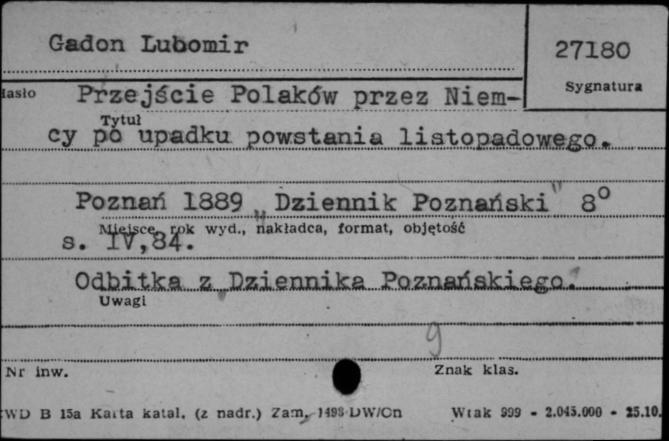 Gadon Lubomir
27180
Sygnatura
Hasło
Przejście Polaków przez Niem-
Tytuł
cy po upadku powstania listopadowego.
Poznań 1889 „Dziennik Poznański" 8°
Miejsce, rok wyd., nakładca, format, objętość
s. IV,84.
Odbitka z Dziennika Poznańskiego.
Uwagi
9
Nr inw.
Znak klas.
CWD B 15a Karta katal. (z nadr.) Zam. 1498 DW/On Wtak 999 - 2.045.000 - 25.10.